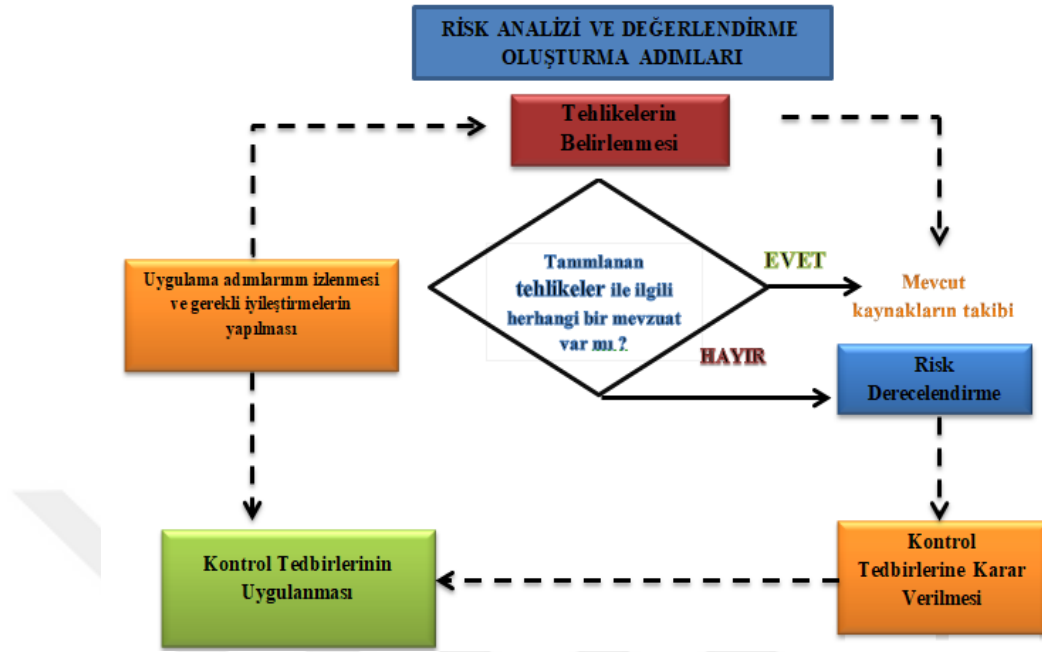 RİSK ANALİZİ VE DEĞERLENDİRME
OLUŞTURMA ADIMLARI
Tehlikelerin
Belirlenmesi
Uygulama adımlarının izlenmesi
ve gerekli iyileştirmelerin
yapılması
Tanımlanan
tehlikeler ile ilgili
herhangi bir mevzuat
var mı.?
EVET
Mevcut
kaynakların takibi
HAYIR
Risk
Derecelendirme
Kontrol Tedbirlerinin
Uygulanması
Kontrol
Tedbirlerine Karar
Verilmesi